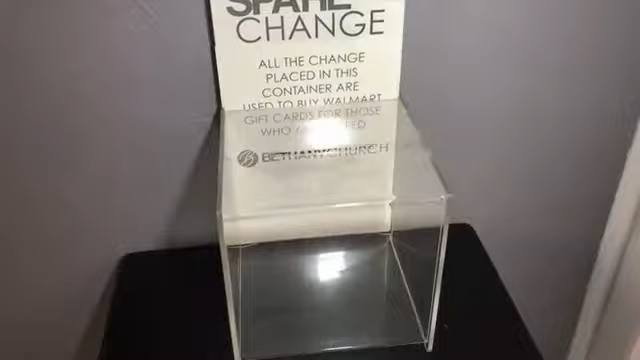 SPARE
CHANGE
ALL THE CHANGE
PLACED IN THIS
CONTAINER ARE
USED TO BUY WALMART
GIFT CARDS FOR THOSE
WHO
BETHANYCHURCH